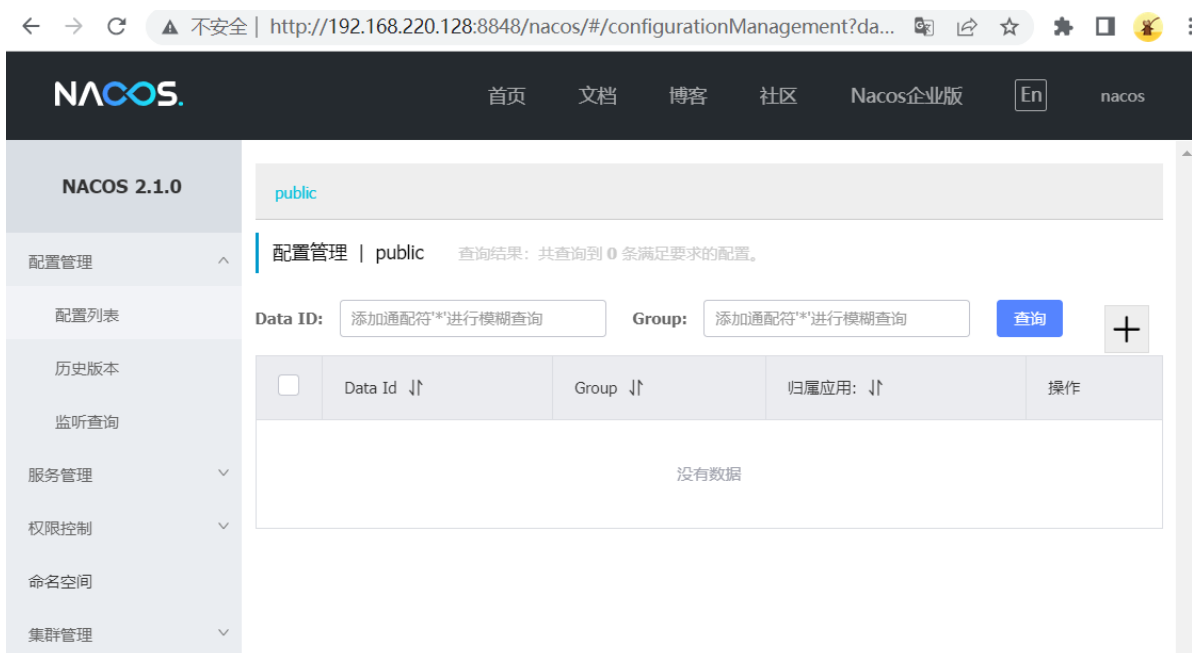 不安全 | http://192.168.220.128:8848/nacos/#/configurationManagement?da...
NACOS.
首页 文档 博客 社区 Nacos企业版 En nacos
NACOS 2.1.0
public
配置管理
配置管理 | public 查询结果：共查询到 0 条满足要求的配置。
配置列表
Data ID: 添加通配符'*'进行模糊查询 Group: 添加通配符'*'进行模糊查询 查询
历史版本
Data Id Group 归属应用: 操作
监听查询
服务管理
没有数据
权限控制
命名空间
集群管理